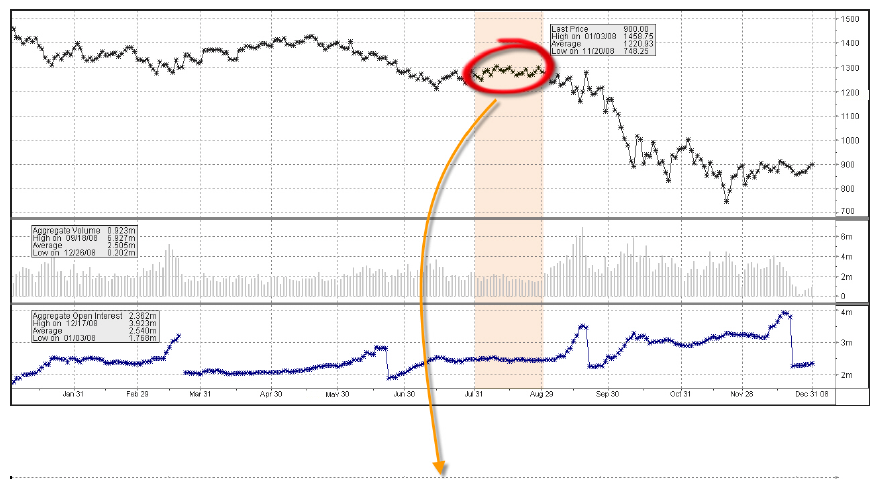 1500
1400
1300
1200
1100
1000
900
800
700
Last Price 900.00
High on 01/03/08 1458.75
Average 1220.93
Low on 11/20/08 748.25
Aggregate Volume 0.923m
High on 09/18/08 6.927m
Average 2.505m
Low on 12/26/08 0.202m
6m
4m
2m
0
Aggregate Open Interest 2.362m
High on 12/17/08 3.923m
Average 2.640m
Low on 01/03/08 1.768m
4m
3m
2m
Jan 31 Feb 29 Mar 31 Apr 30 May 30 Jun 30 Jul 31 Aug 29 Sep 30 Oct 31 Nov 28 Dec 31 08